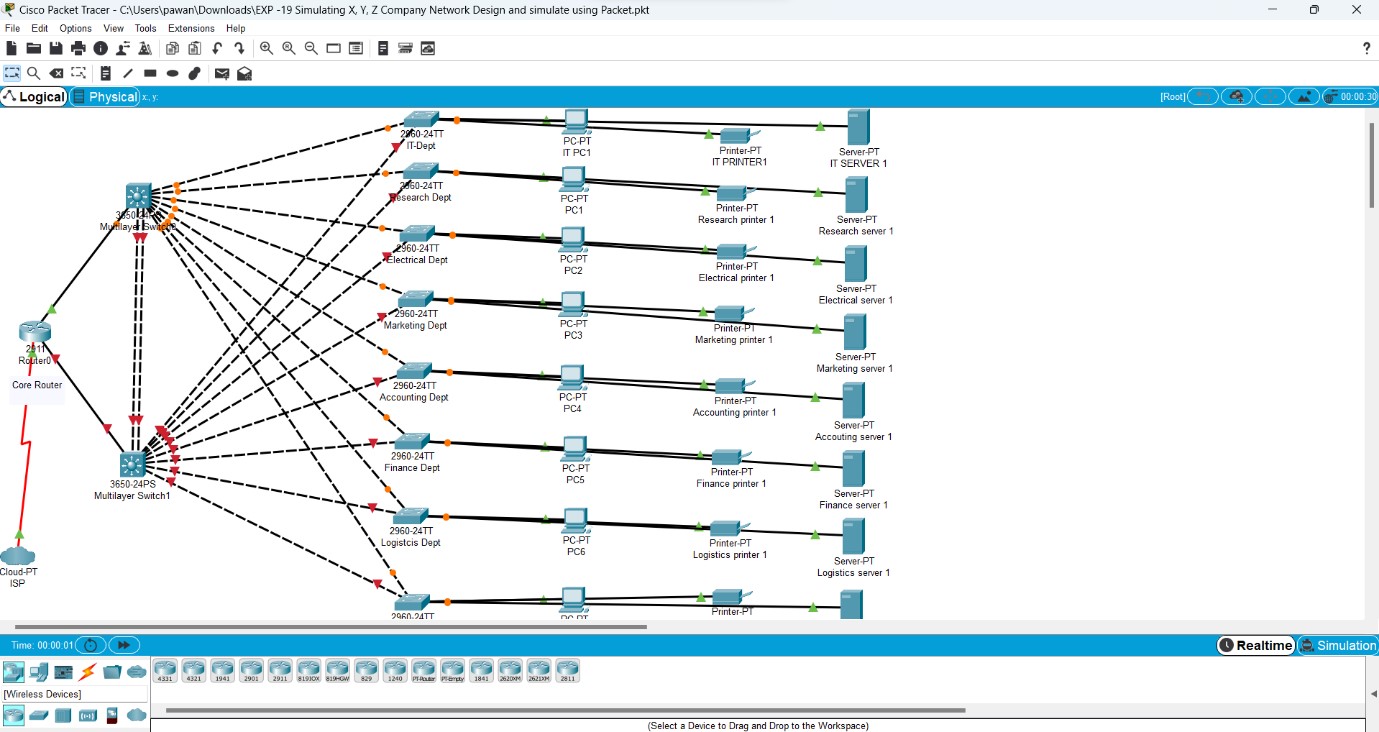 Cisco Packet Tracer - C:\Users\pawan\Downloads\EXP -19 Simulating X, Y, Z Company Network Design and simulate using Packet.pkt
File Edit Options View Tools Extensions Help
?
Logical Physical x:, y: [Root] 00:00:30
2960-24TT
IT-Dept
PC-PT
IT PC1
Printer-PT
IT PRINTER1
Server-PT
IT SERVER 1
3650-24PS
Multilayer Switch2
2960-24TT
Research Dept
PC-PT
PC1
Printer-PT
Research printer 1
Server-PT
Research server 1
2960-24TT
Electrical Dept
PC-PT
PC2
Printer-PT
Electrical printer 1
Server-PT
Electrical server 1
2960-24TT
Marketing Dept
PC-PT
PC3
Printer-PT
Marketing printer 1
Server-PT
Marketing server 1
2911
Router0
Core Router
2960-24TT
Accounting Dept
PC-PT
PC4
Printer-PT
Accounting printer 1
Server-PT
Accouting server 1
3650-24PS
Multilayer Switch1
2960-24TT
Finance Dept
PC-PT
PC5
Printer-PT
Finance printer 1
Server-PT
Finance server 1
2960-24TT
Logistcis Dept
PC-PT
PC6
Printer-PT
Logistics printer 1
Server-PT
Logistics server 1
Cloud-PT
ISP
2960-24TT
PC-PT
Printer-PT
Time: 00:00:01 Realtime Simulation
[Wireless Devices]
4331 4321 1941 2901 2911 819IOX 819HGW 829 1240 PT-Router PT-Empty 1841 2620XM 2621XM 2811
(Select a Device to Drag and Drop to the Workspace)